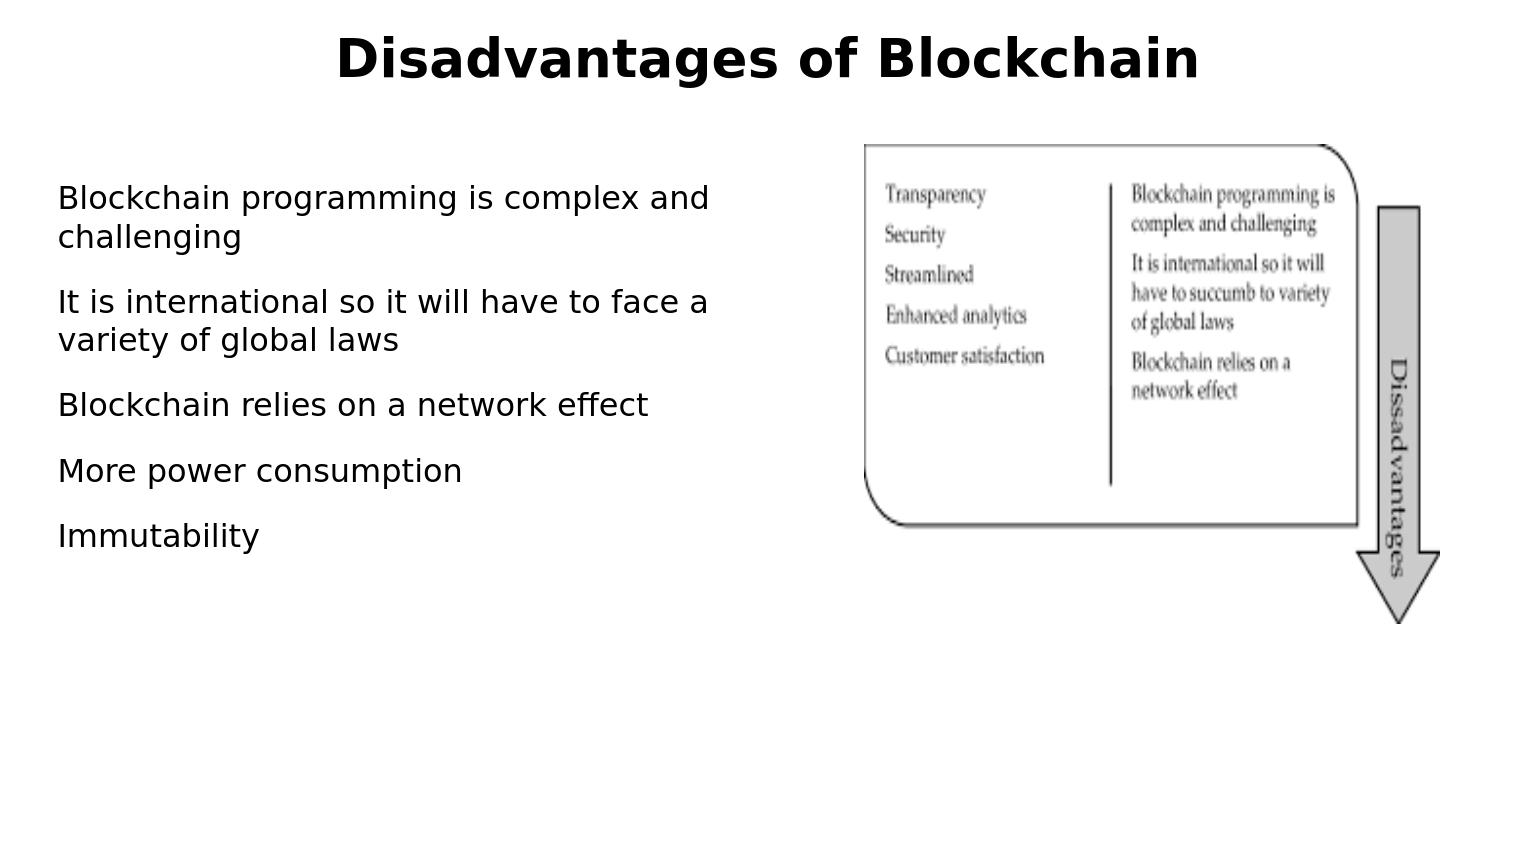 Disadvantages of Blockchain
Blockchain programming is complex and
challenging
It is international so it will have to face a
variety of global laws
Blockchain relies on a network effect
More power consumption
Immutability
Transparency
Security
Streamlined
Enhanced analytics
Customer satisfaction
Blockchain programming is
complex and challenging
It is international so it will
have to succumb to variety
of global laws
Blockchain relies on a
network effect
Dissadvantages